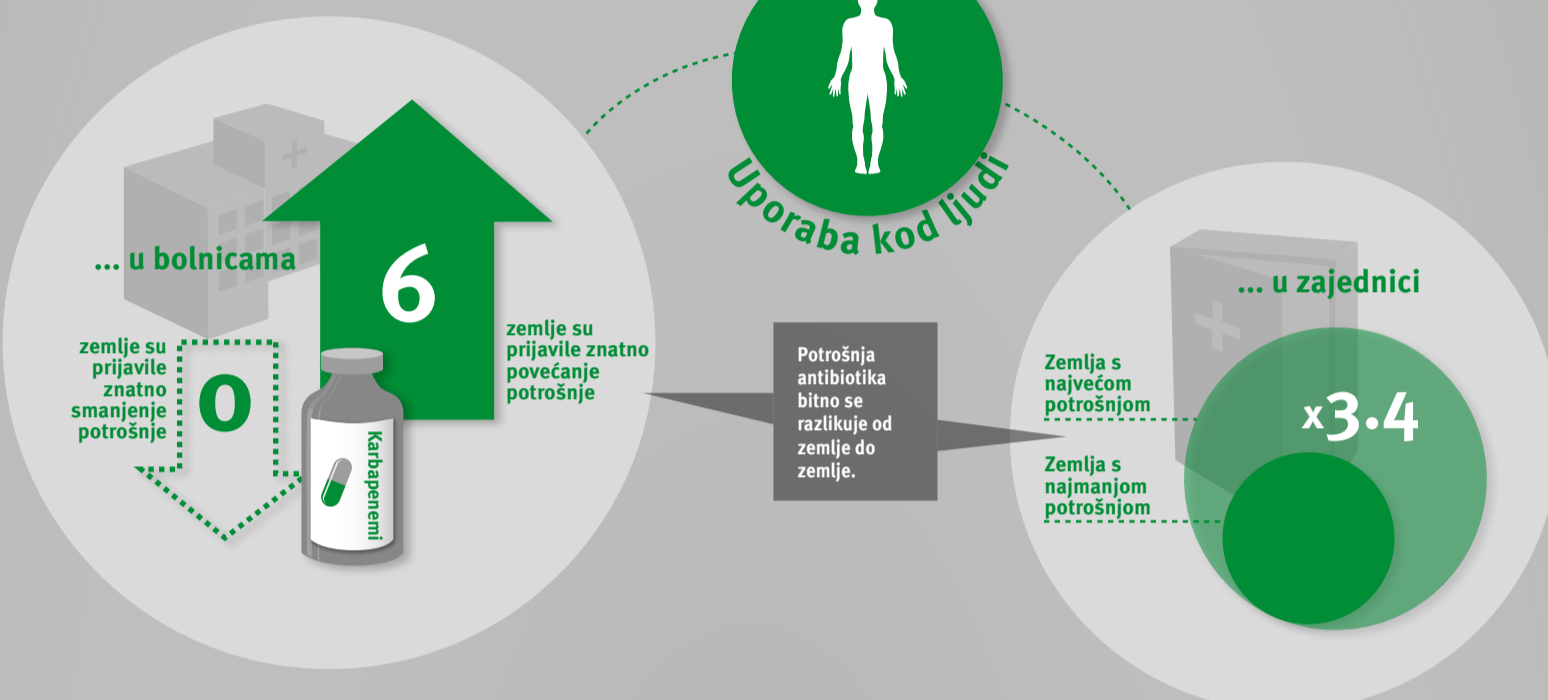 Uporaba kod ljudi
... u bolnicama
6
zemlje su
prijavile znatno
povećanje
potrošnje
zemlje su
prijavile
znatno
smanjenje
potrošnje
0
Karbapenemi
Potrošnja
antibiotika
bitno se
razlikuje od
zemlje do
zemlje.
... u zajednici
Zemlja s
najvećom
potrošnjom
x3.4
Zemlja s
najmanjom
potrošnjom